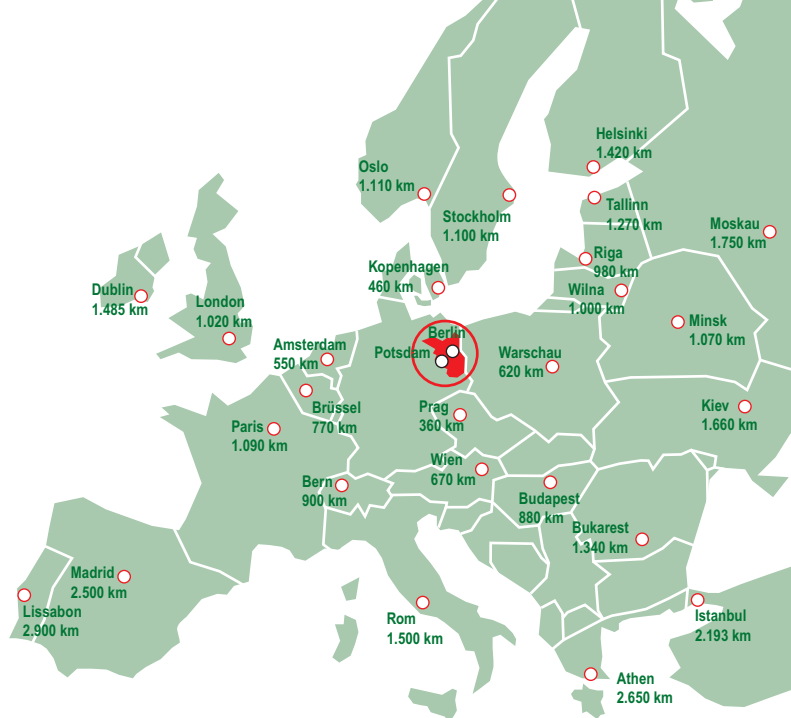 Helsinki
1.420 km
Oslo
1.110 km
Tallinn
1.270 km
Stockholm
1.100 km
Moskau
1.750 km
Riga
980 km
Kopenhagen
460 km
Wilna
1.000 km
Dublin
1.485 km
London
1.020 km
Minsk
1.070 km
Berlin
Potsdam
Amsterdam
550 km
Warschau
620 km
Brüssel
770 km
Prag
360 km
Kiev
1.660 km
Paris
1.090 km
Wien
670 km
Bern
900 km
Budapest
880 km
Bukarest
1.340 km
Madrid
2.500 km
Lissabon
2.900 km
Rom
1.500 km
Istanbul
2.193 km
Athen
2.650 km